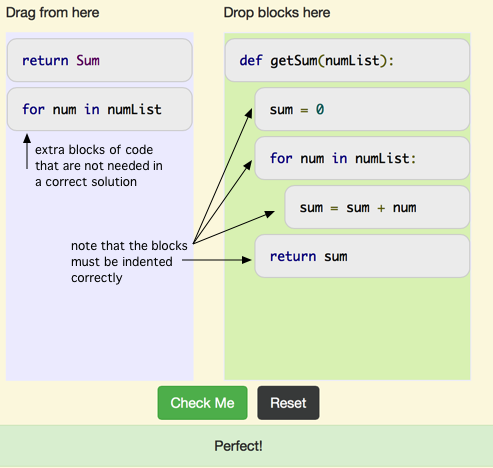 Drag from here
Drop blocks here
return Sum
for num in numList
extra blocks of code
that are not needed in
a correct solution
def getSum(numList):
sum = 0
for num in numList:
sum = sum + num
return sum
note that the blocks
must be indented
correctly
Check Me
Reset
Perfect!